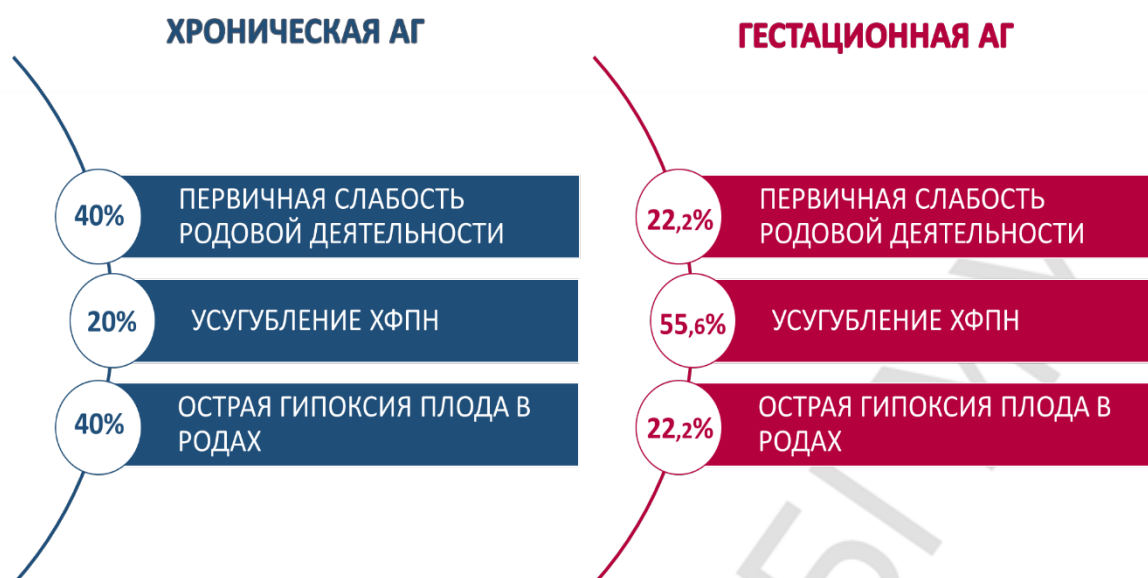 ХРОНИЧЕСКАЯ АГ
40%
ПЕРВИЧНАЯ СЛАБОСТЬ
РОДОВОЙ ДЕЯТЕЛЬНОСТИ
20%
УСУГУБЛЕНИЕ ХФПН
40%
ОСТРАЯ ГИПОКСИЯ ПЛОДА В
РОДАХ
ГЕСТАЦИОННАЯ АГ
22,2%
ПЕРВИЧНАЯ СЛАБОСТЬ
РОДОВОЙ ДЕЯТЕЛЬНОСТИ
55,6%
УСУГУБЛЕНИЕ ХФПН
22,2%
ОСТРАЯ ГИПОКСИЯ ПЛОДА В
РОДАХ